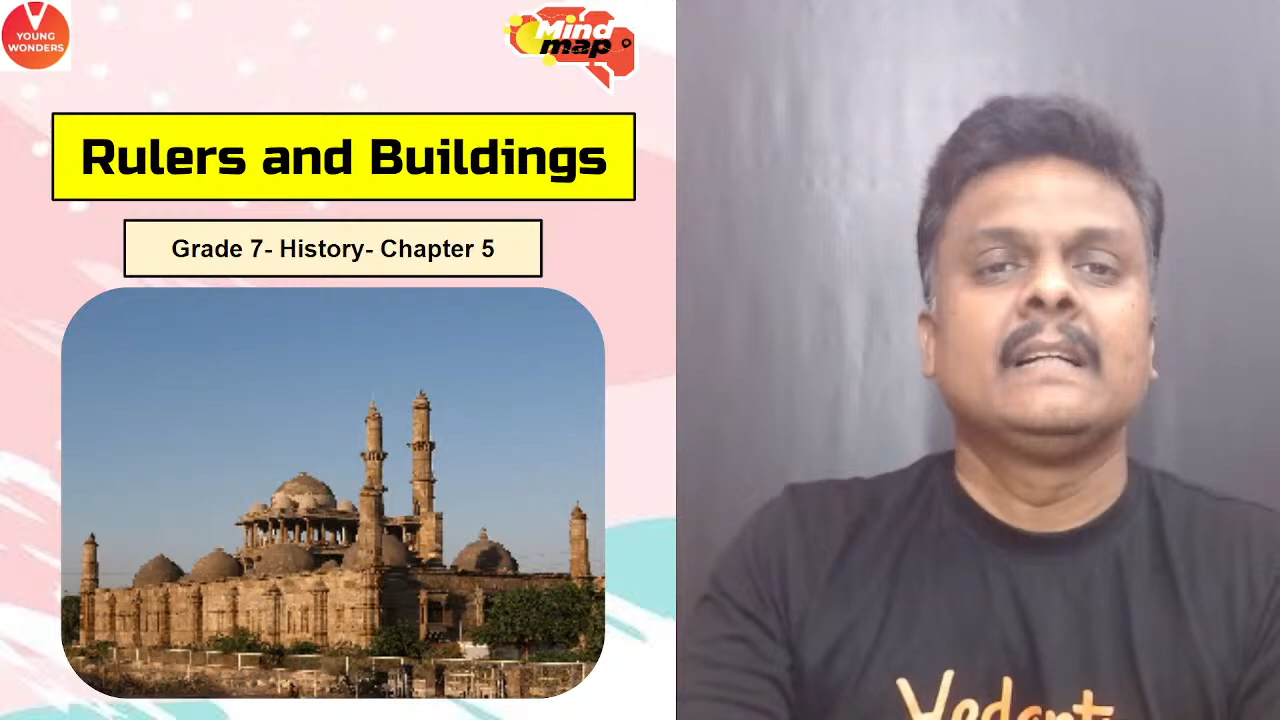 YOUNG
WONDERS
Mind
map
Rulers and Buildings
Grade 7- History- Chapter 5
Vedant